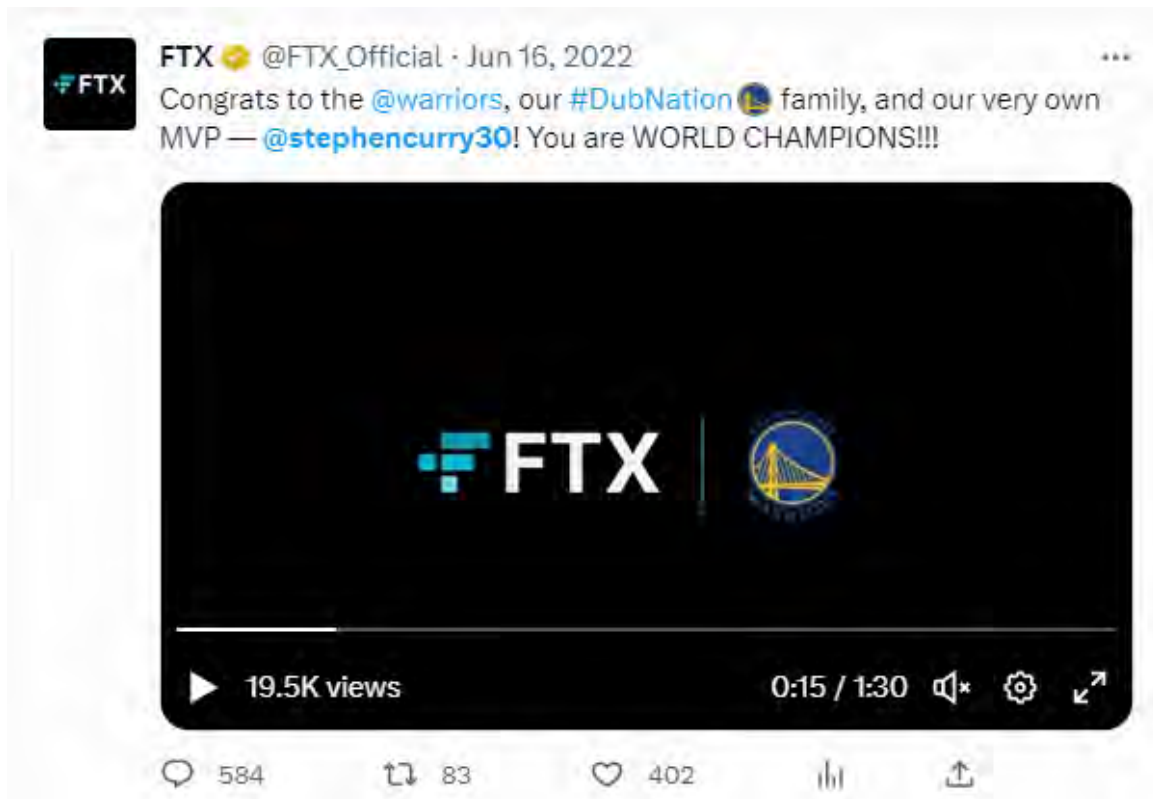 FTX
FTX @FTX_Official · Jun 16, 2022
Congrats to the @warriors, our #DubNation family, and our very own
MVP — @stephencurry30! You are WORLD CHAMPIONS!!!
FTX
19.5K views
0:15 / 1:30
584
83
402